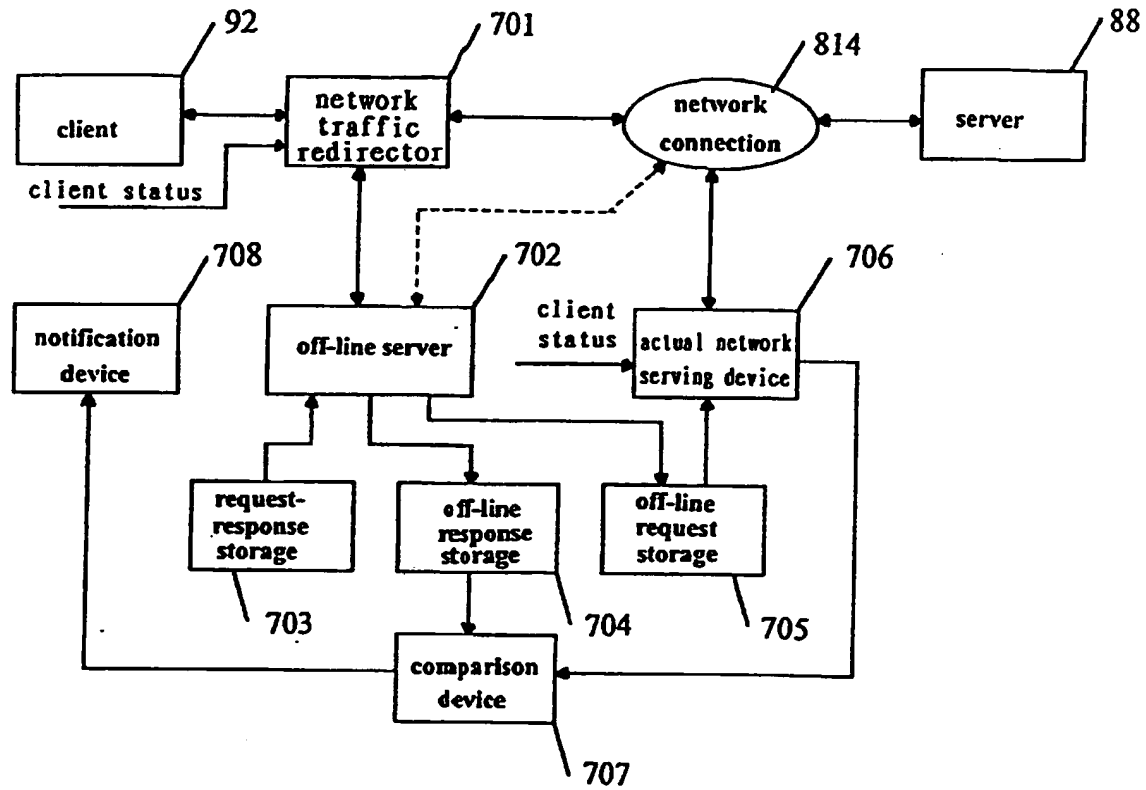 92
701
814
88
client
network
traffic
redirector
network
connection
server
client status
708
702
706
notification
device
off-line server
client
status
actual network
serving device
request-
response
storage
off-line
response
storage
off-line
request
storage
703
704
705
comparison
device
707